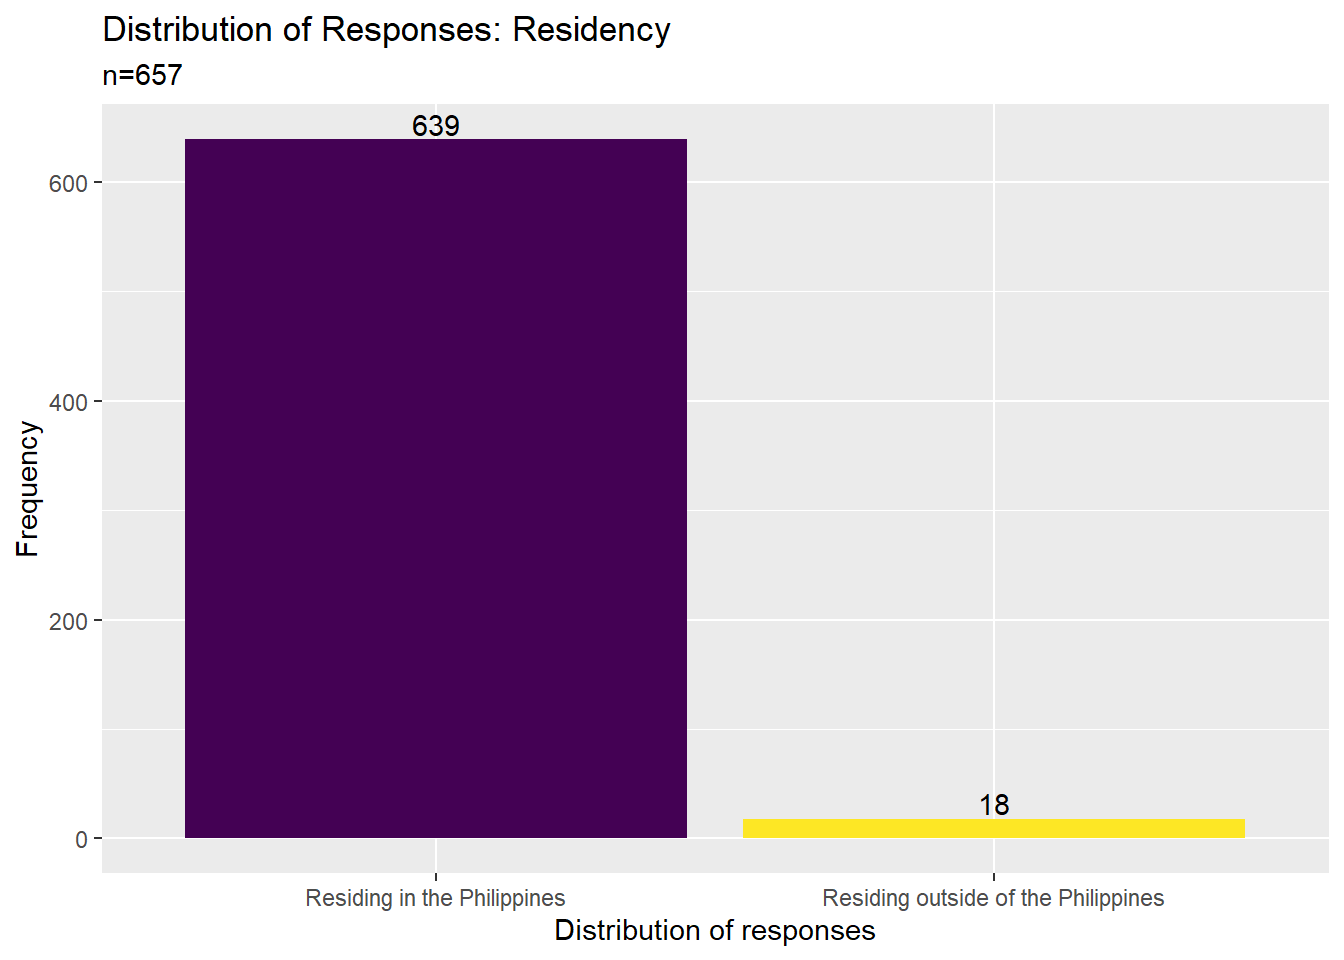 Distribution of Responses: Residency
n=657
639
600
400
200
0
18
Frequency
Residing in the Philippines
Residing outside of the Philippines
Distribution of responses